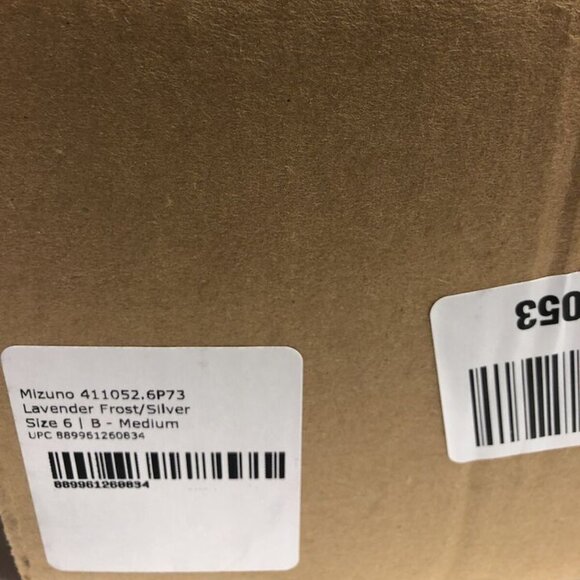 Mizuno 411052.6P73
Lavender Frost/Silver
Size 6 | B - Medium
UPC 889961260834
889961260834
053